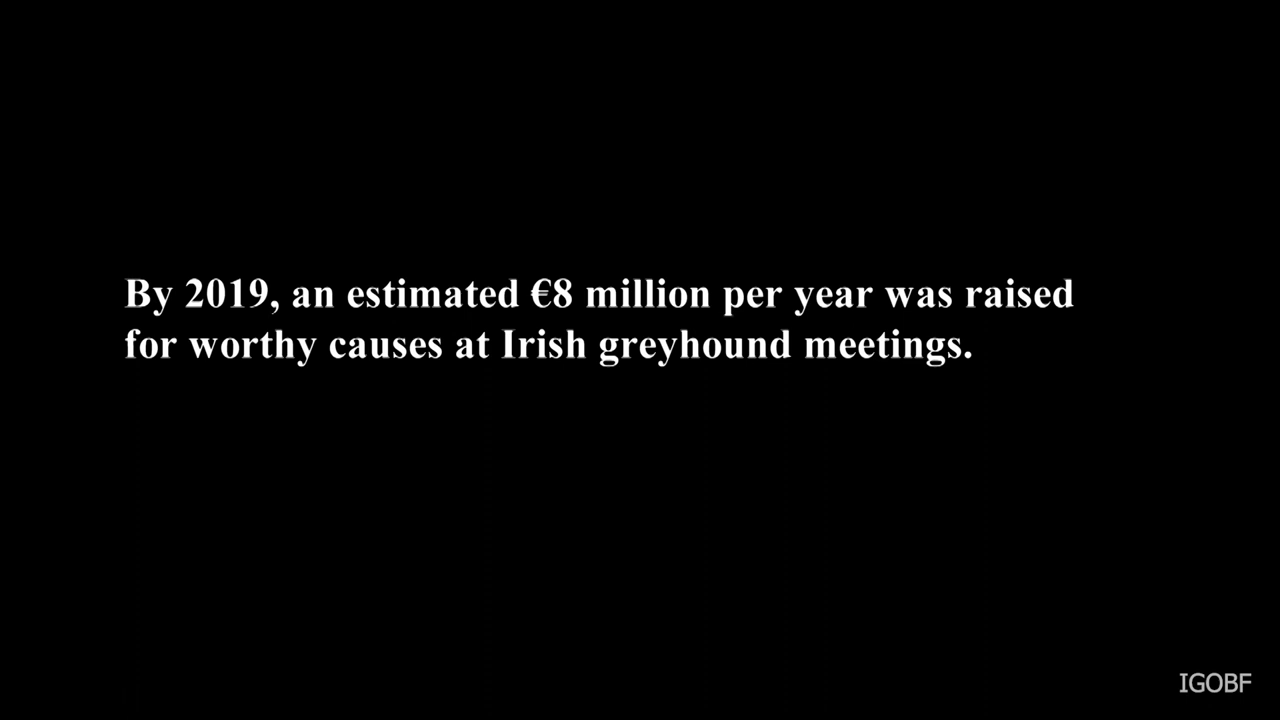 By 2019, an estimated €8 million per year was raised
for worthy causes at Irish greyhound meetings.
IGOBF